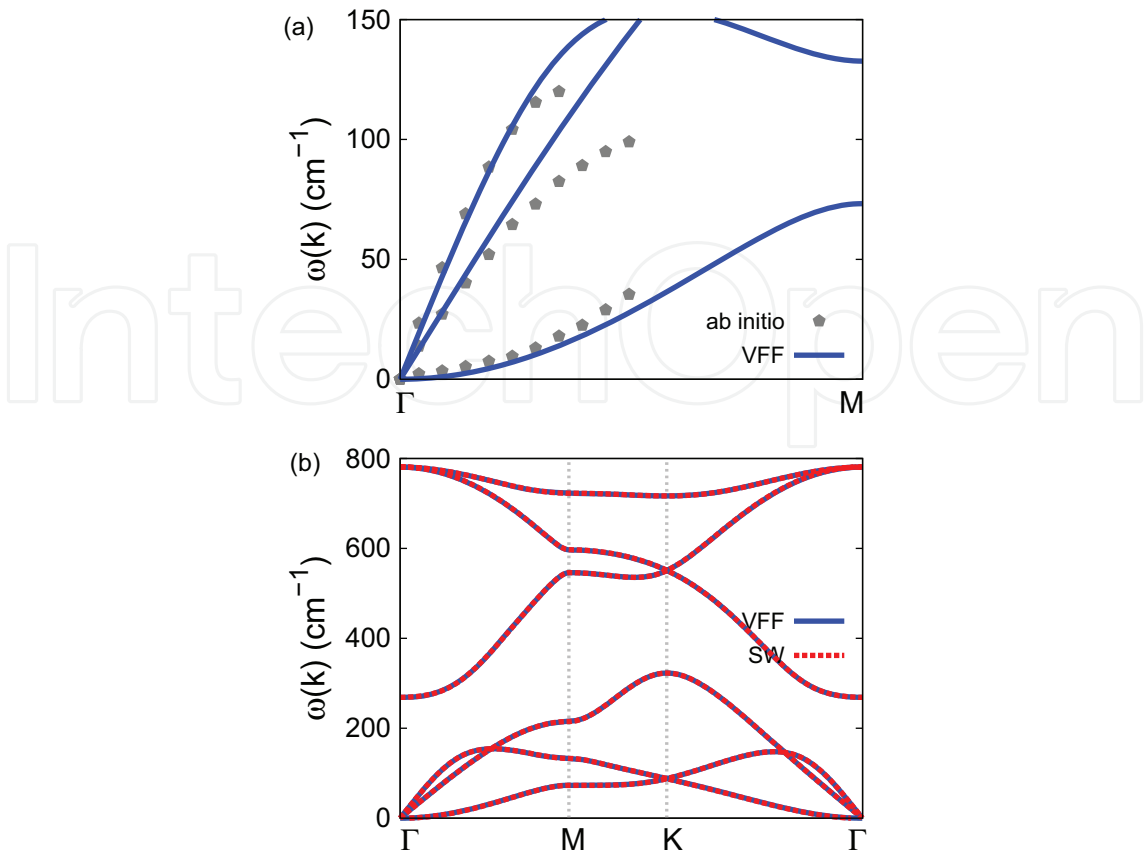 (a)
150
100
50
0
ω(k) (cm⁻¹)
ab initio
VFF
Γ
M
IntechOpen
(b)
800
600
400
200
0
ω(k) (cm⁻¹)
VFF
SW
Γ
M
K
Γ